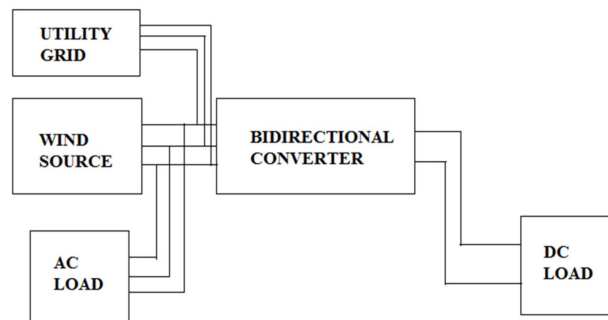 UTILITY
GRID
WIND
SOURCE
BIDIRECTIONAL
CONVERTER
AC
LOAD
DC
LOAD